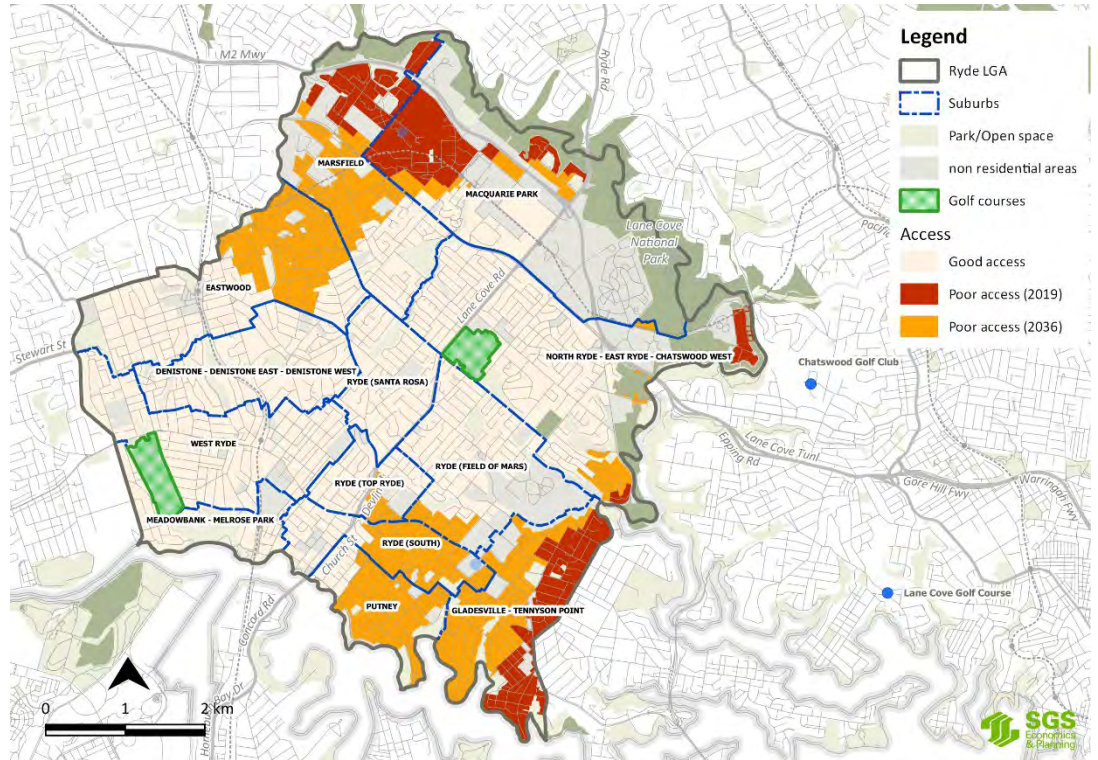 M2 Mwy
Ryde Rd
MARSFIELD
MACQUARIE PARK
Lane Cove
National
Park
EASTWOOD
Lane Cove Rd
Stewart St
DENISTONE - DENISTONE EAST - DENISTONE WEST
RYDE (SANTA ROSA)
NORTH RYDE - EAST RYDE - CHATSWOOD WEST
Chatswood Golf Club
WEST RYDE
RYDE (FIELD OF MARS)
Epping Rd
Lane Cove Tunl
Gore Hill Fwy
Warringah Fwy
RYDE (TOP RYDE)
MEADOWBANK - MELROSE PARK
Church St
RYDE (SOUTH)
PUTNEY
GLADESVILLE - TENNYSON POINT
Lane Cove Golf Course
Concord Rd
Bay Dr
0 1 2 km
Legend
Ryde LGA
Suburbs
Park/Open space
non residential areas
Golf courses
Access
Good access
Poor access (2019)
Poor access (2036)
SGS
Economics
& Planning